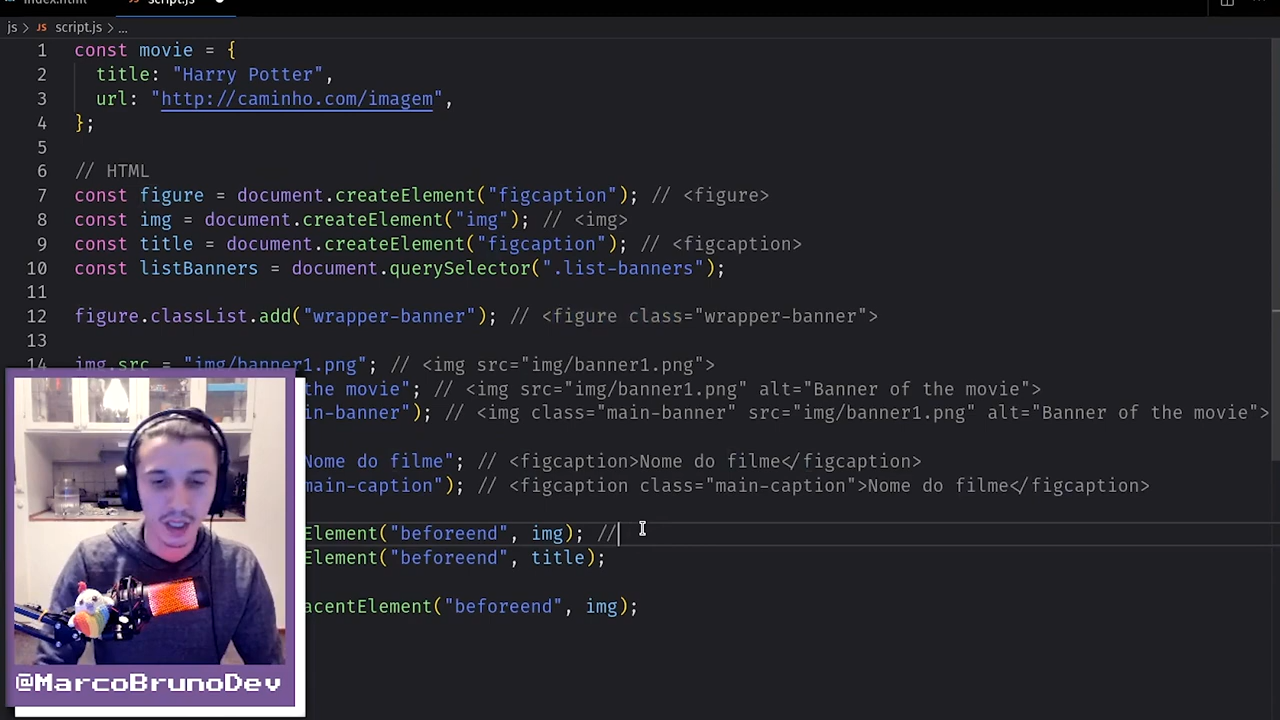 js > JS script.js > ...
1 const movie = {
2 title: "Harry Potter",
3 url: "http://caminho.com/imagem",
4 };
5
6 // HTML
7 const figure = document.createElement("figcaption"); // <figure>
8 const img = document.createElement("img"); // <img>
9 const title = document.createElement("figcaption"); // <figcaption>
10 const listBanners = document.querySelector(".list-banners");
11
12 figure.classList.add("wrapper-banner"); // <figure class="wrapper-banner">
13
14 img.src = "img/banner1.png"; // <img src="img/banner1.png">
the movie"; // <img src="img/banner1.png" alt="Banner of the movie">
in-banner"); // <img class="main-banner" src="img/banner1.png" alt="Banner of the movie">
Nome do filme"; // <figcaption>Nome do filme</figcaption>
main-caption"); // <figcaption class="main-caption">Nome do filme</figcaption>
Element("beforeend", img); //
Element("beforeend", title);
acentElement("beforeend", img);
@MarcoBrunoDev